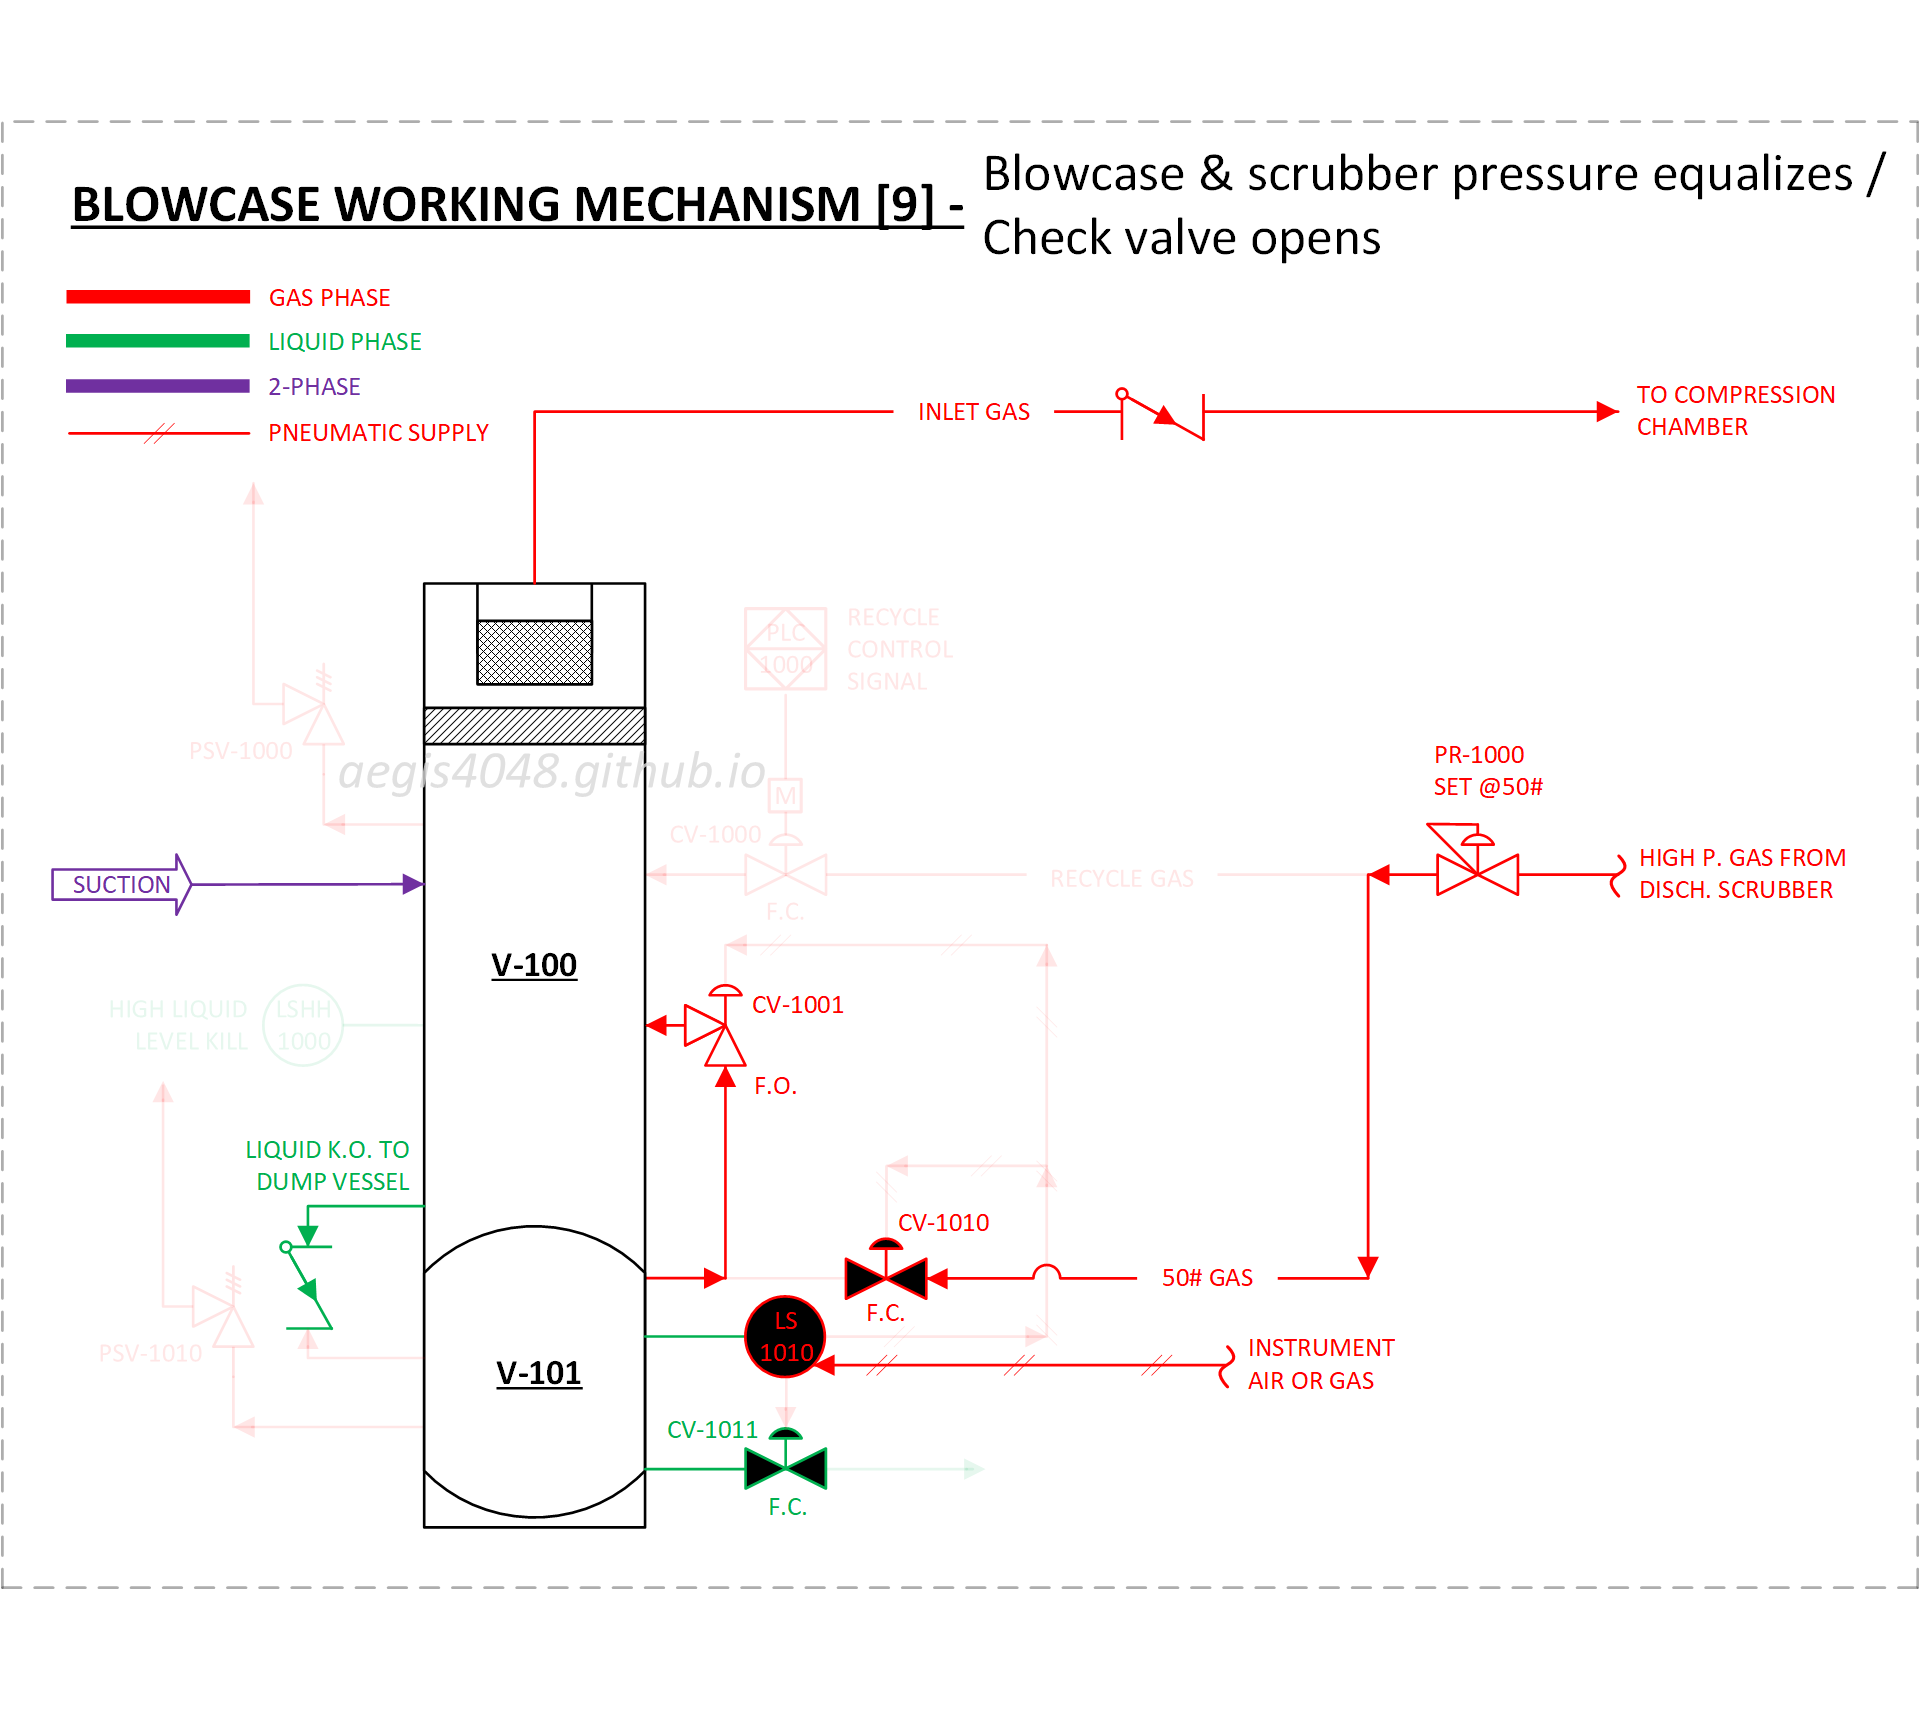 BLOWCASE WORKING MECHANISM [9] -
Blowcase & scrubber pressure equalizes /
Check valve opens
GAS PHASE
LIQUID PHASE
2-PHASE
PNEUMATIC SUPPLY
INLET GAS
TO COMPRESSION
CHAMBER
PLC
1000
RECYCLE
CONTROL
SIGNAL
PSV-1000
aegis4048.github.io
M
CV-1000
F.C.
RECYCLE GAS
PR-1000
SET @50#
HIGH P. GAS FROM
DISCH. SCRUBBER
SUCTION
V-100
HIGH LIQUID
LEVEL KILL
LSHH
1000
CV-1001
F.O.
LIQUID K.O. TO
DUMP VESSEL
CV-1010
F.C.
50# GAS
PSV-1010
LS
1010
INSTRUMENT
AIR OR GAS
V-101
CV-1011
F.C.